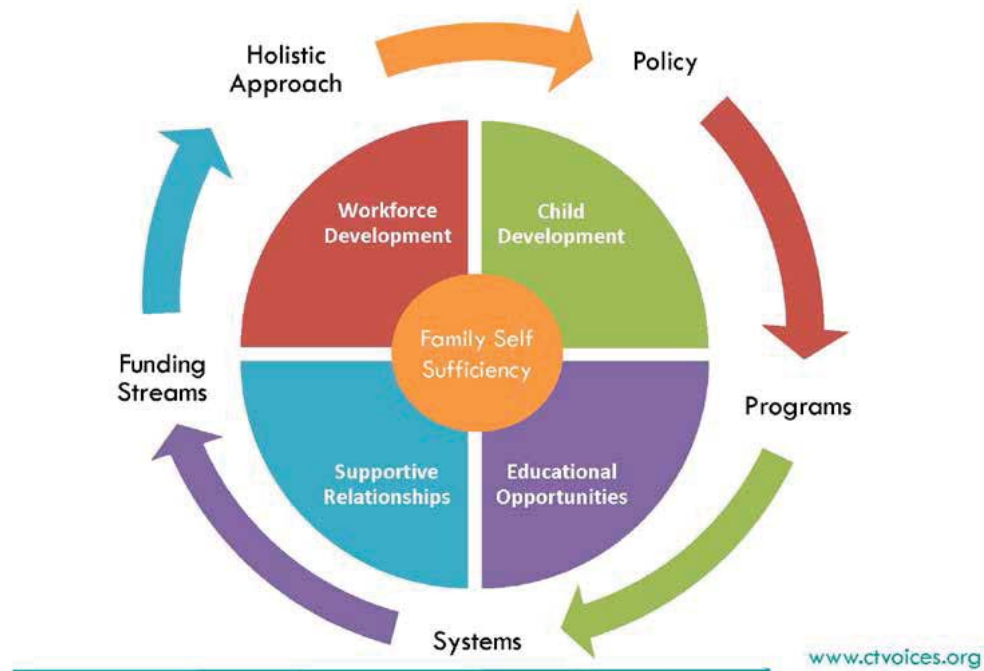 Holistic
Approach
Policy
Workforce
Development
Child
Development
Family Self
Sufficiency
Funding
Streams
Programs
Supportive
Relationships
Educational
Opportunities
Systems
www.ctvoices.org